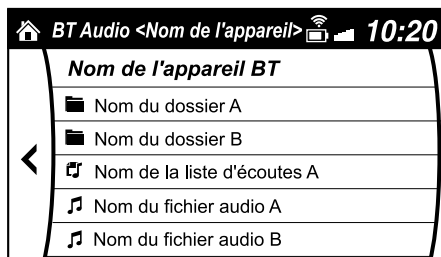 BT Audio <Nom de l'appareil> 10:20
Nom de l'appareil BT
Nom du dossier A
Nom du dossier B
Nom de la liste d'écoutes A
Nom du fichier audio A
Nom du fichier audio B